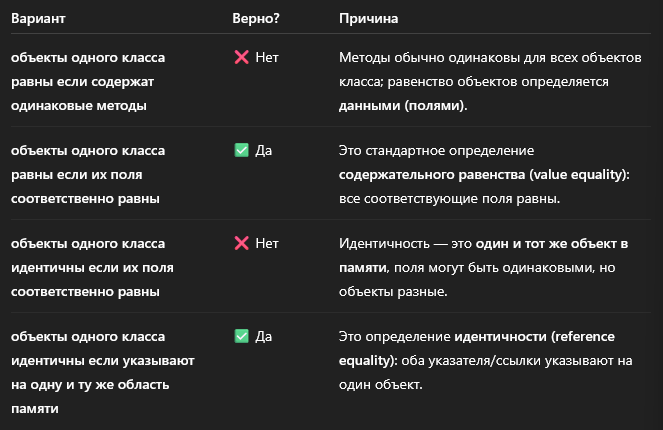 Вариант Верно? Причина
объекты одного класса
равны если содержат
одинаковые методы
❌ Нет
Методы обычно одинаковы для всех объектов
класса; равенство объектов определяется
данными (полями).
объекты одного класса
равны если их поля
соответственно равны
✅ Да
Это стандартное определение
содержательного равенства (value equality):
все соответствующие поля равны.
объекты одного класса
идентичны если их поля
соответственно равны
❌ Нет
Идентичность — это один и тот же объект в
памяти, поля могут быть одинаковыми, но
объекты разные.
объекты одного класса
идентичны если указывают
на одну и ту же область
памяти
✅ Да
Это определение идентичности (reference
equality): оба указателя/ссылки указывают на
один объект.